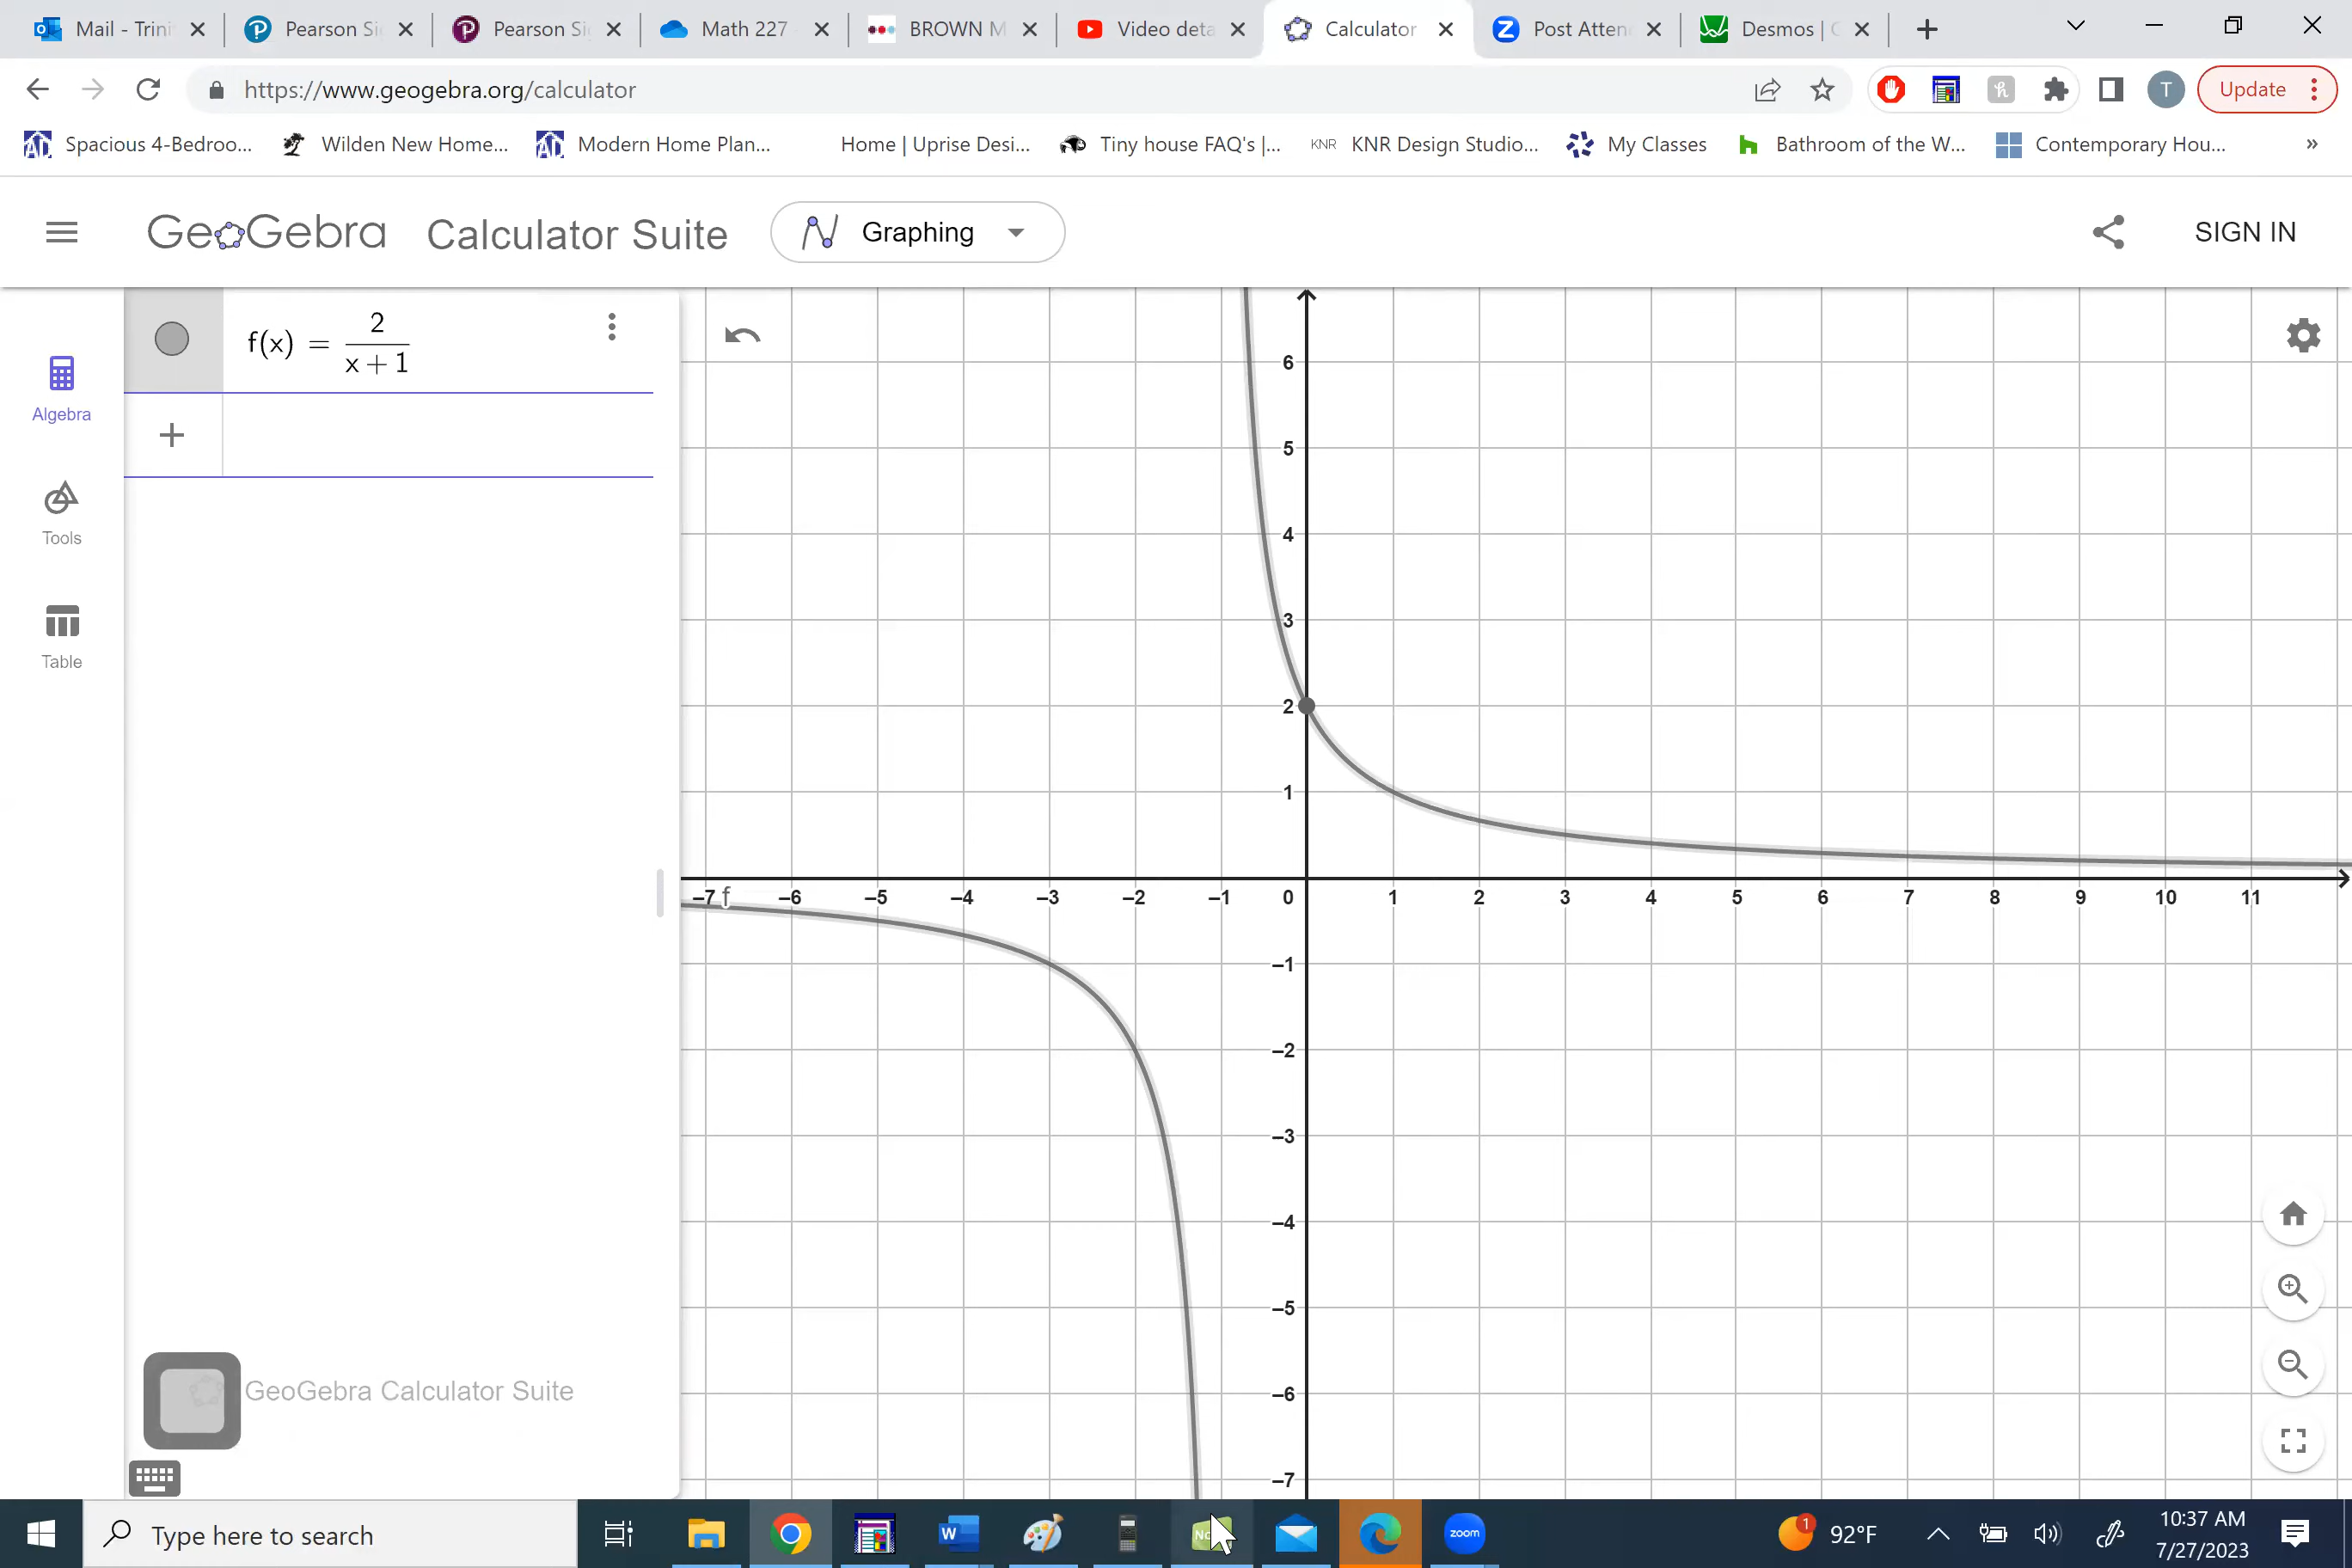 Mail - Trini
Pearson Si
Pearson Si
Math 227
BROWN M
Video deta
Calculator
Post Atten
Desmos | C
https://www.geogebra.org/calculator
T
Update
Spacious 4-Bedroo...
Wilden New Home...
Modern Home Plan...
Home | Uprise Desi...
Tiny house FAQ's |...
KNR KNR Design Studio...
My Classes
Bathroom of the W...
Contemporary Hou...
»
GeoGebra Calculator Suite
Graphing
SIGN IN
f(x) = 2/(x + 1)
Algebra
Tools
Table
6
5
4
3
2
1
–7 f –6 –5 –4 –3 –2 –1 0 1 2 3 4 5 6 7 8 9 10 11
–1
–2
–3
–4
–5
–6
–7
GeoGebra Calculator Suite
Type here to search
zoom
1
92°F
10:37 AM
7/27/2023